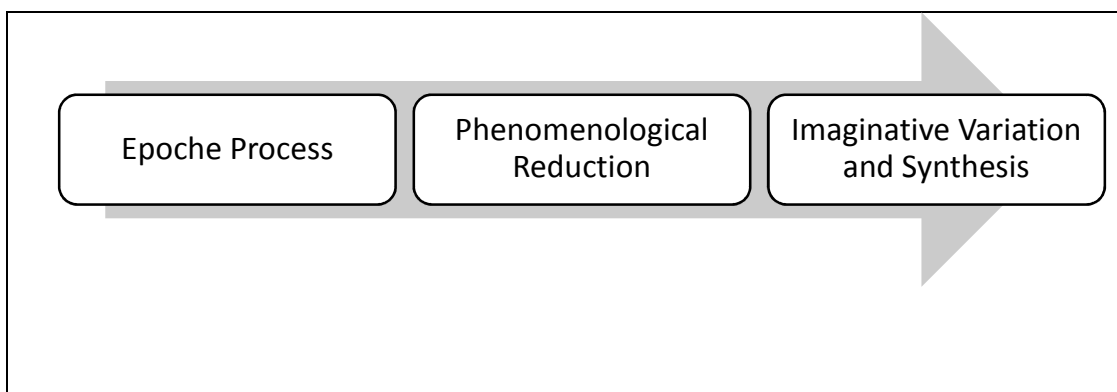 Epoche Process
Phenomenological
Reduction
Imaginative Variation
and Synthesis